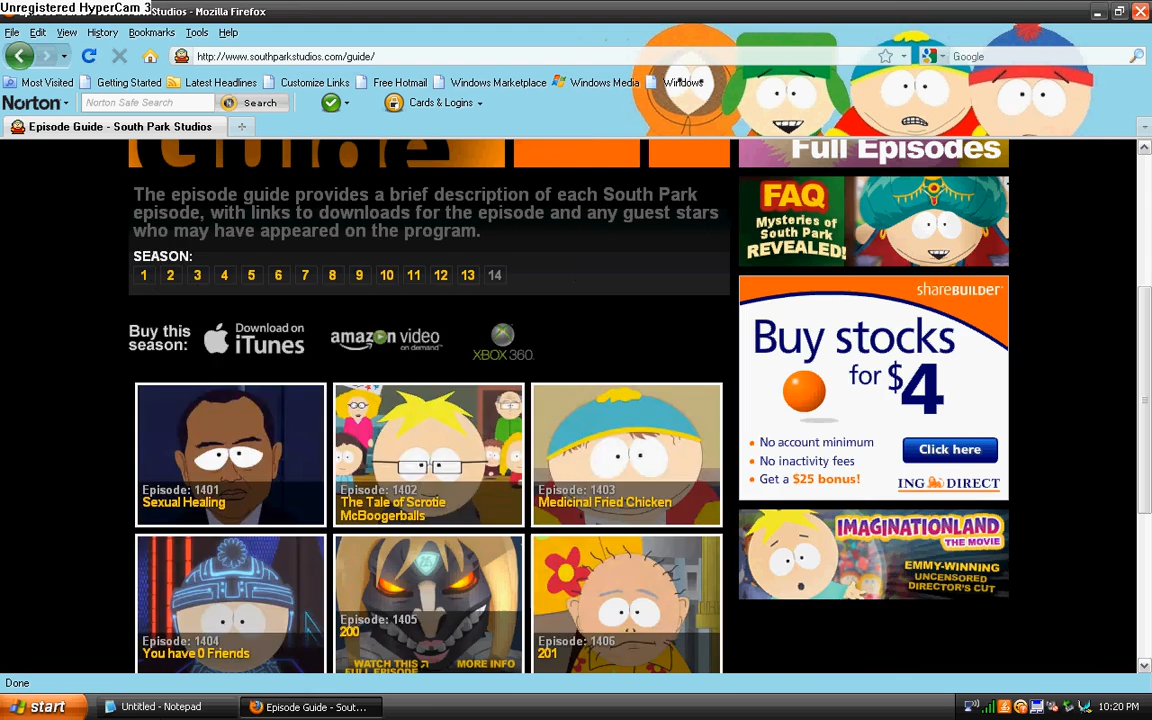 Unregistered HyperCam 3
Studios - Mozilla Firefox
File Edit View History Bookmarks Tools Help
http://www.southparkstudios.com/guide/
Google
Most Visited Getting Started Latest Headlines Customize Links Free Hotmail Windows Marketplace Windows Media Windows
Norton Norton Safe Search Search Cards & Logins
Episode Guide - South Park Studios
Guide
Full Episodes
The episode guide provides a brief description of each South Park
episode, with links to downloads for the episode and any guest stars
who may have appeared on the program.
SEASON:
1 2 3 4 5 6 7 8 9 10 11 12 13 14
FAQ
Mysteries of
South Park
REVEALED!
Buy this
season:
Download on
iTunes
amazon video
on demand
XBOX 360.
shareBUILDER
Buy stocks
for $4
No account minimum
No inactivity fees
Get a $25 bonus!
Click here
ING DIRECT
Episode: 1401
Sexual Healing
Episode: 1402
The Tale of Scrotie
McBoogerballs
Episode: 1403
Medicinal Fried Chicken
IMAGINATIONLAND
THE MOVIE
EMMY-WINNING
UNCENSORED
DIRECTOR'S CUT
Episode: 1404
You have 0 Friends
Episode: 1405
200
WATCH THIS
FULL EPISODE
MORE INFO
Episode: 1406
201
Done
start Untitled - Notepad Episode Guide - Sout... 10:20 PM